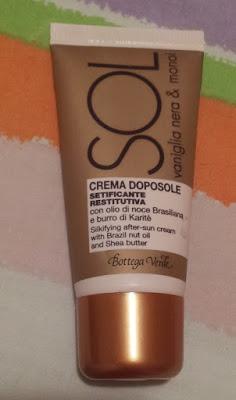 SOL
vaniglia nera & monoi
CREMA DOPOSOLE
SETIFICANTE
RESTITUTIVA
con olio di noce Brasiliana
e burro di Karitè
Silkifying after-sun cream
with Brazil nut oil
and Shea butter
Bottega Verde